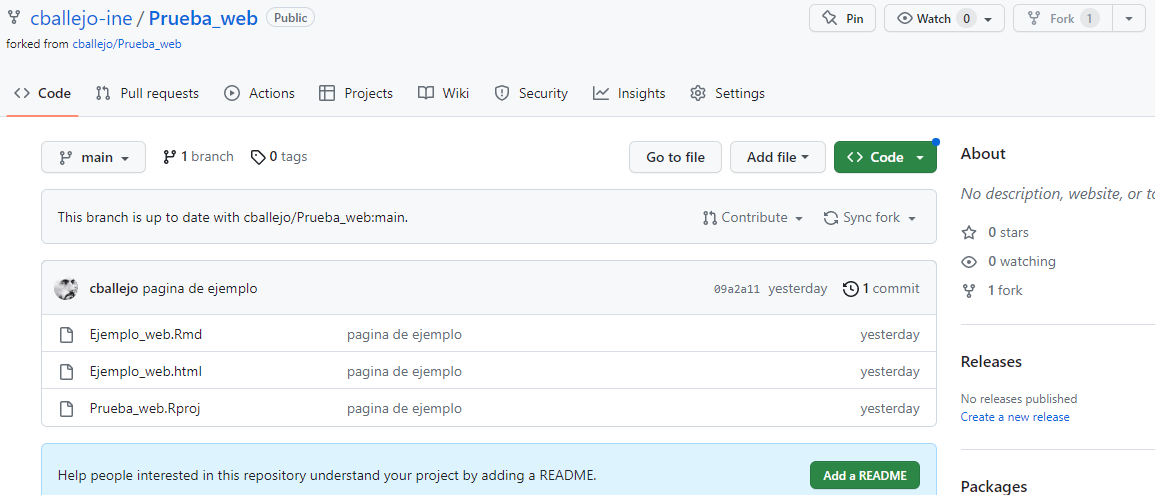 cballejo-ine / Prueba_web Public
Pin
Watch 0
Fork 1
forked from cballejo/Prueba_web
Code
Pull requests
Actions
Projects
Wiki
Security
Insights
Settings
main
1 branch
0 tags
Go to file
Add file
Code
This branch is up to date with cballejo/Prueba_web:main.
Contribute
Sync fork
cballejo pagina de ejemplo 09a2a11 yesterday 1 commit
Ejemplo_web.Rmd pagina de ejemplo yesterday
Ejemplo_web.html pagina de ejemplo yesterday
Prueba_web.Rproj pagina de ejemplo yesterday
Help people interested in this repository understand your project by adding a README.
Add a README
About
No description, website, or
0 stars
0 watching
1 fork
Releases
No releases published
Create a new release
Packages